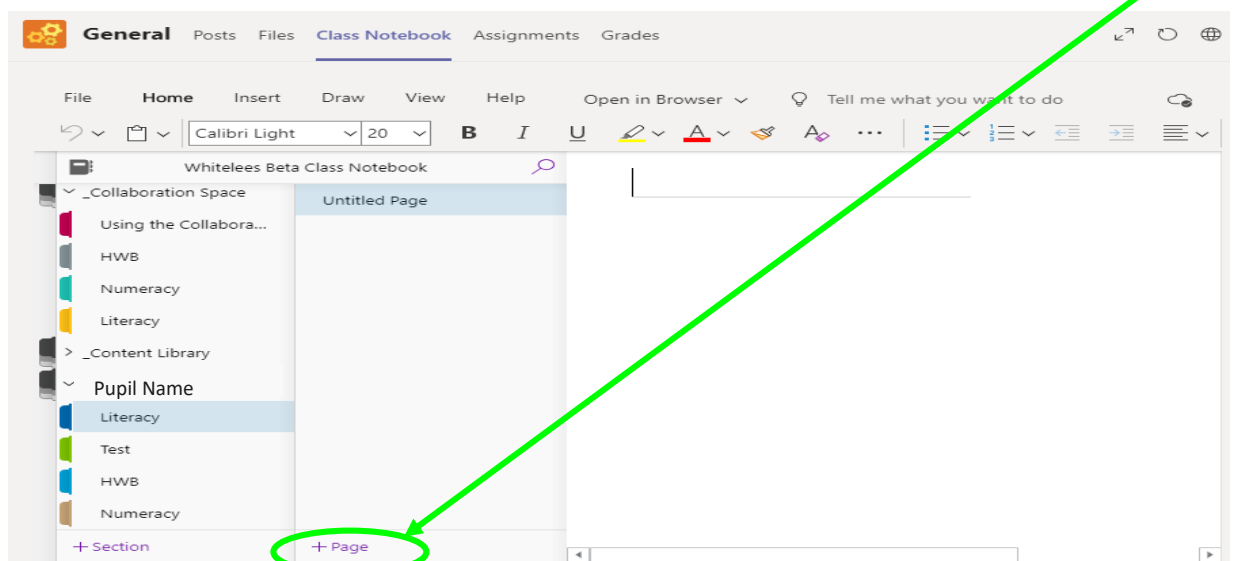 General Posts Files Class Notebook Assignments Grades
File Home Insert Draw View Help Open in Browser Tell me what you want to do
Calibri Light 20 B I U A A
Whitelees Beta Class Notebook
_Collaboration Space
Untitled Page
Using the Collabora...
HWB
Numeracy
Literacy
_Content Library
Pupil Name
Literacy
Test
HWB
Numeracy
+ Section + Page